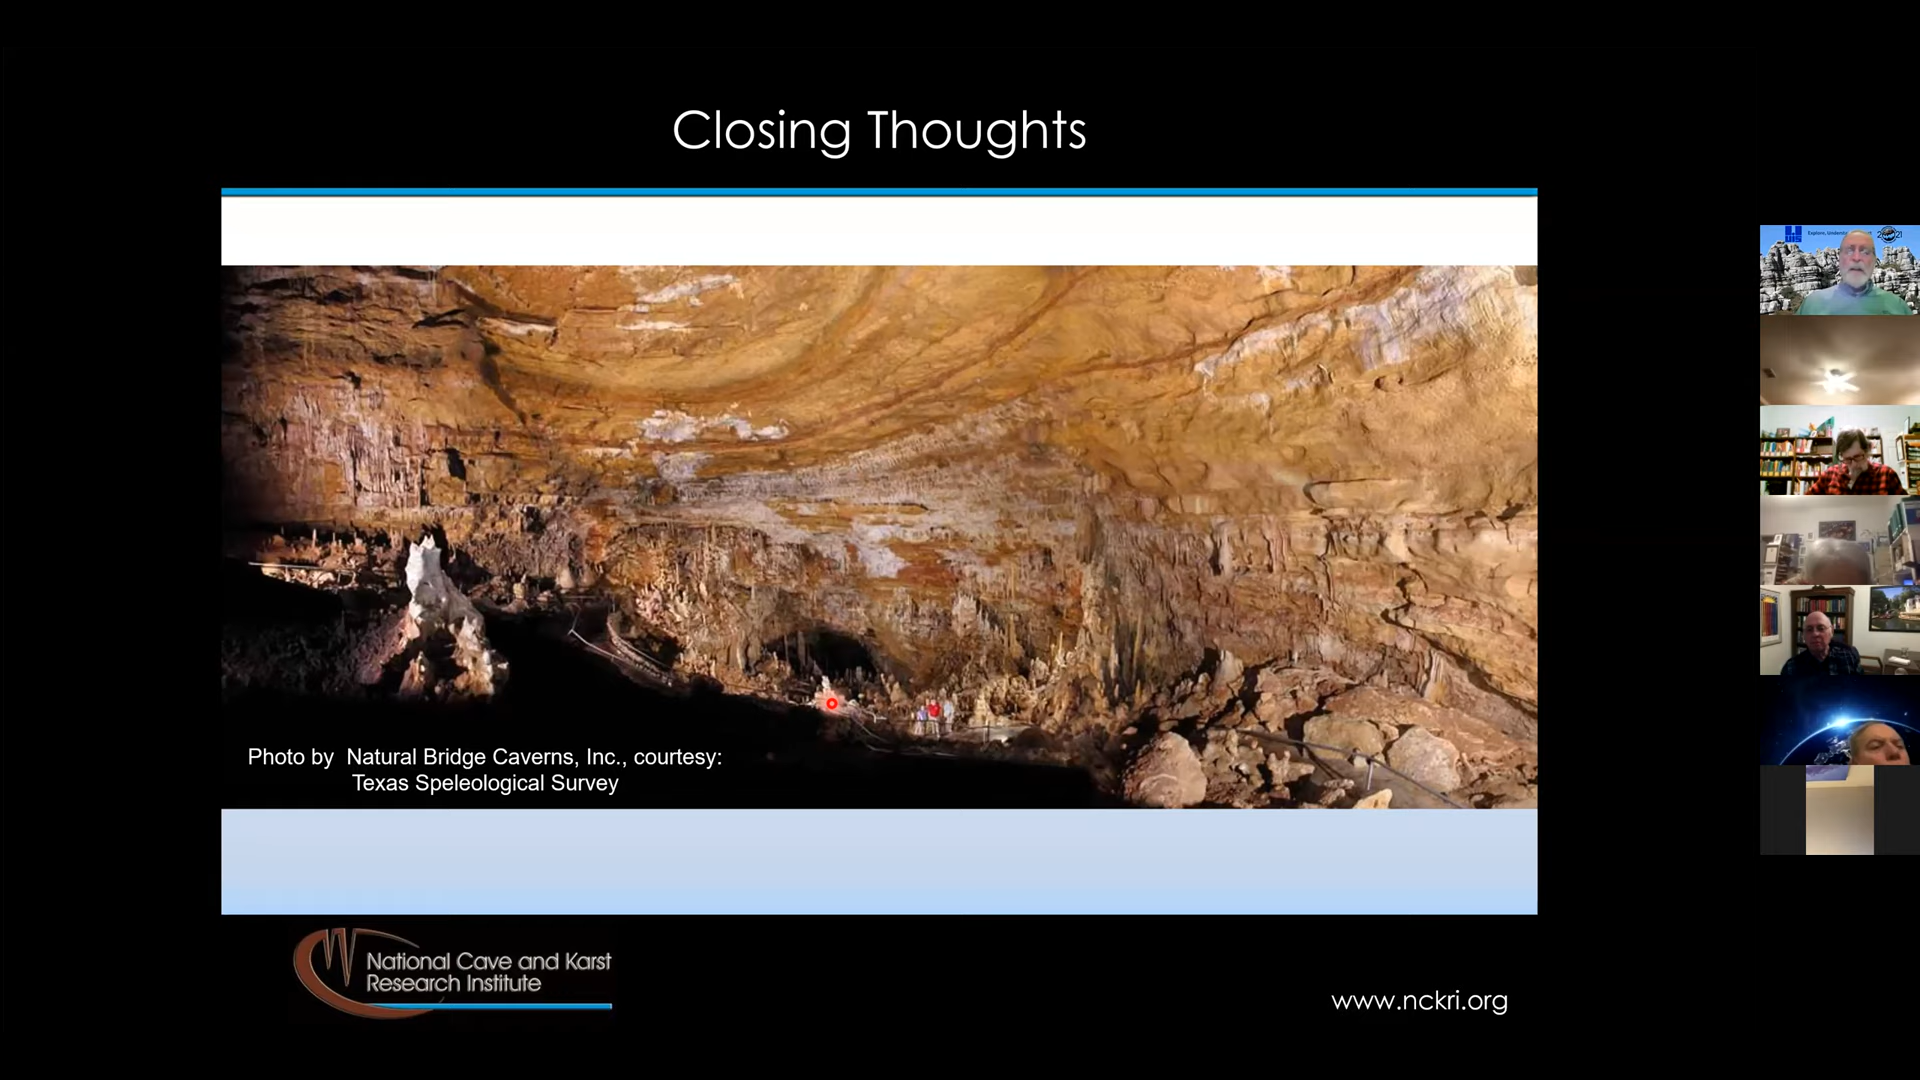 Closing Thoughts
Photo by Natural Bridge Caverns, Inc., courtesy:
Texas Speleological Survey
National Cave and Karst
Research Institute
www.nckri.org
UIS